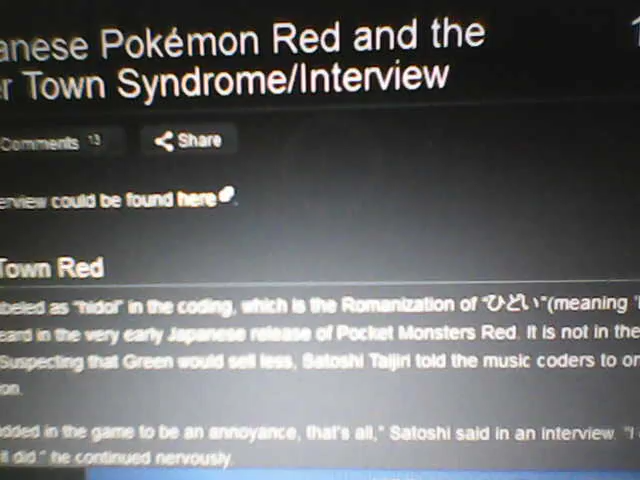 anese Pokémon Red and the
r Town Syndrome/Interview
Comments 13 Share
erview could be found here
Town Red
beled as "hidoi" in the coding, which is the Romanization of "ひどい"(meaning
eard in the very early Japanese release of Pocket Monsters Red. It is not in the
Suspecting that Green would sell less, Satoshi Taijiri told the music coders to
on.
dded in the game to be an annoyance, that's all," Satoshi said in an interview. "I
it did " he continued nervously.